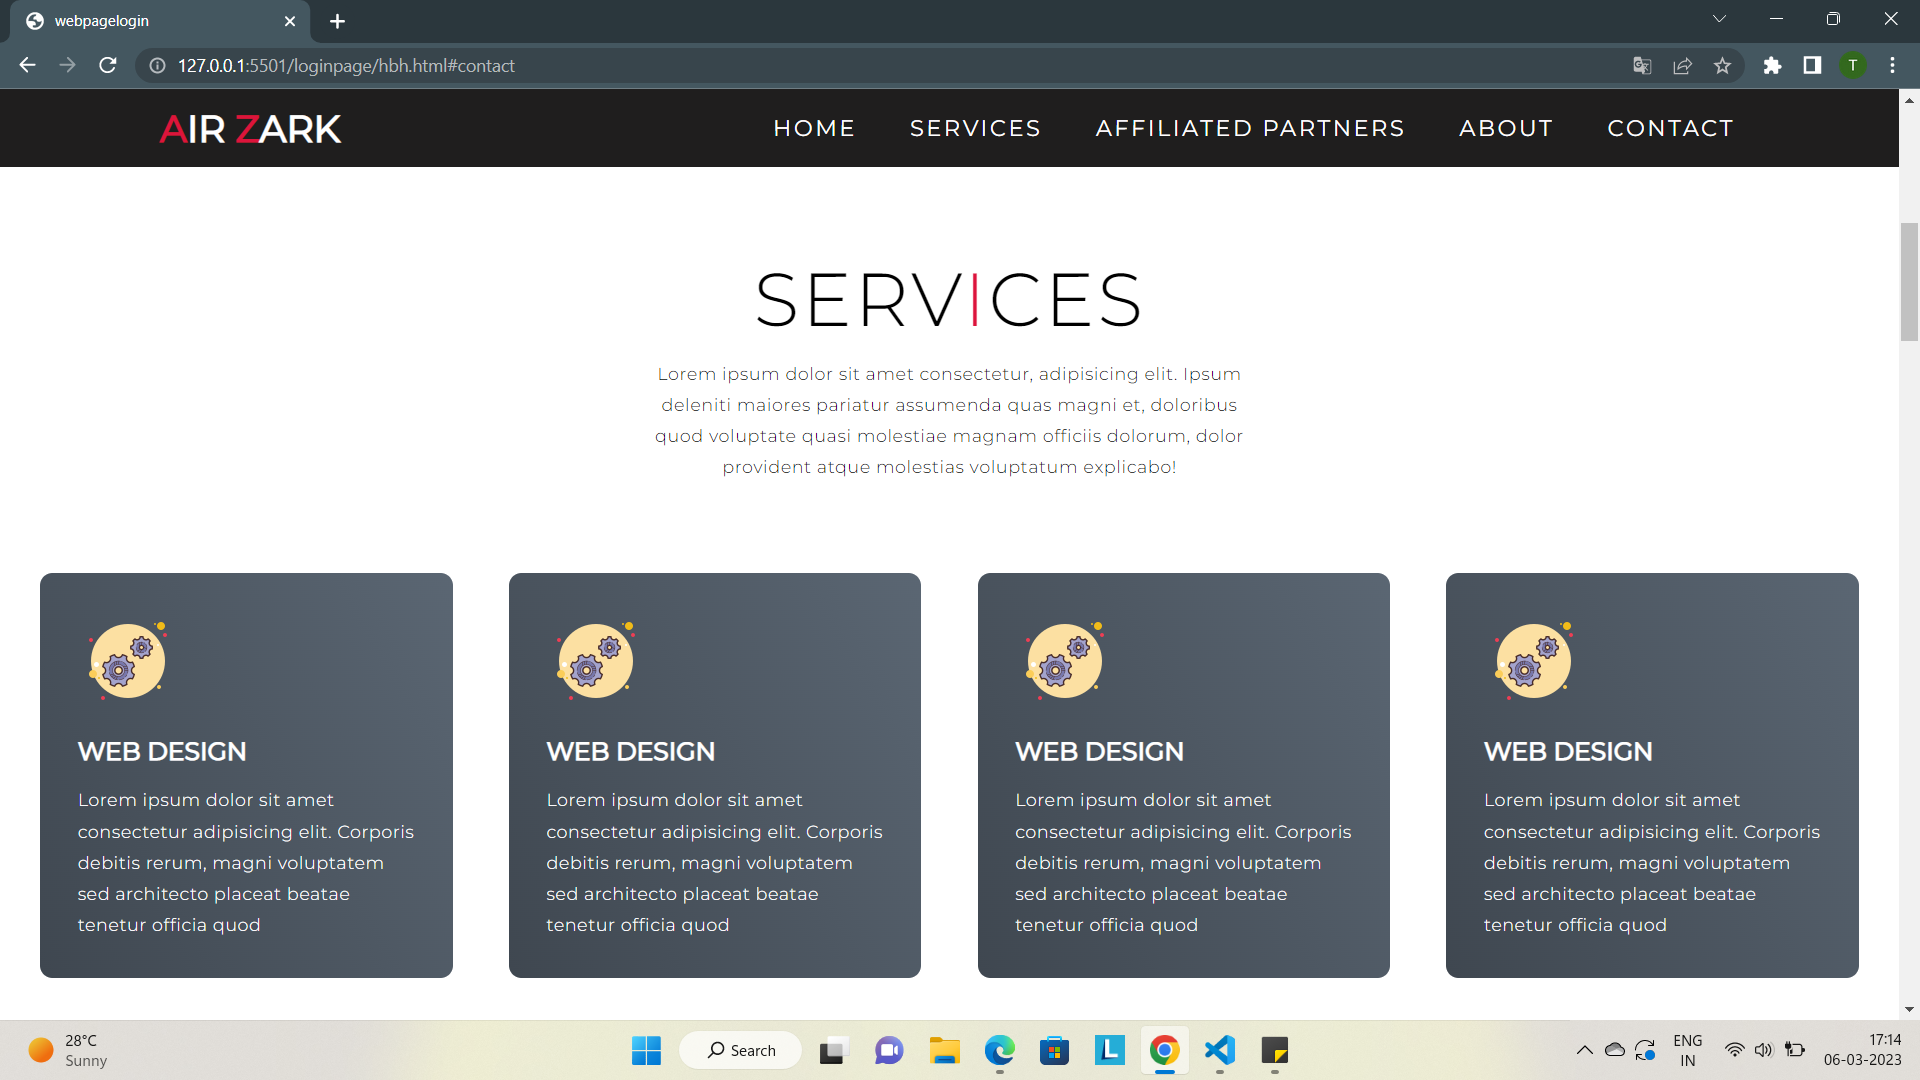 webpagelogin
127.0.0.1:5501/loginpage/hbh.html#contact
T
AIR ZARK
HOME SERVICES AFFILIATED PARTNERS ABOUT CONTACT
SERVICES
Lorem ipsum dolor sit amet consectetur, adipisicing elit. Ipsum
deleniti maiores pariatur assumenda quas magni et, doloribus
quod voluptate quasi molestiae magnam officiis dolorum, dolor
provident atque molestias voluptatum explicabo!
WEB DESIGN
Lorem ipsum dolor sit amet
consectetur adipisicing elit. Corporis
debitis rerum, magni voluptatem
sed architecto placeat beatae
tenetur officia quod
WEB DESIGN
Lorem ipsum dolor sit amet
consectetur adipisicing elit. Corporis
debitis rerum, magni voluptatem
sed architecto placeat beatae
tenetur officia quod
WEB DESIGN
Lorem ipsum dolor sit amet
consectetur adipisicing elit. Corporis
debitis rerum, magni voluptatem
sed architecto placeat beatae
tenetur officia quod
WEB DESIGN
Lorem ipsum dolor sit amet
consectetur adipisicing elit. Corporis
debitis rerum, magni voluptatem
sed architecto placeat beatae
tenetur officia quod
28°C
Sunny
Search
L
ENG
IN
17:14
06-03-2023